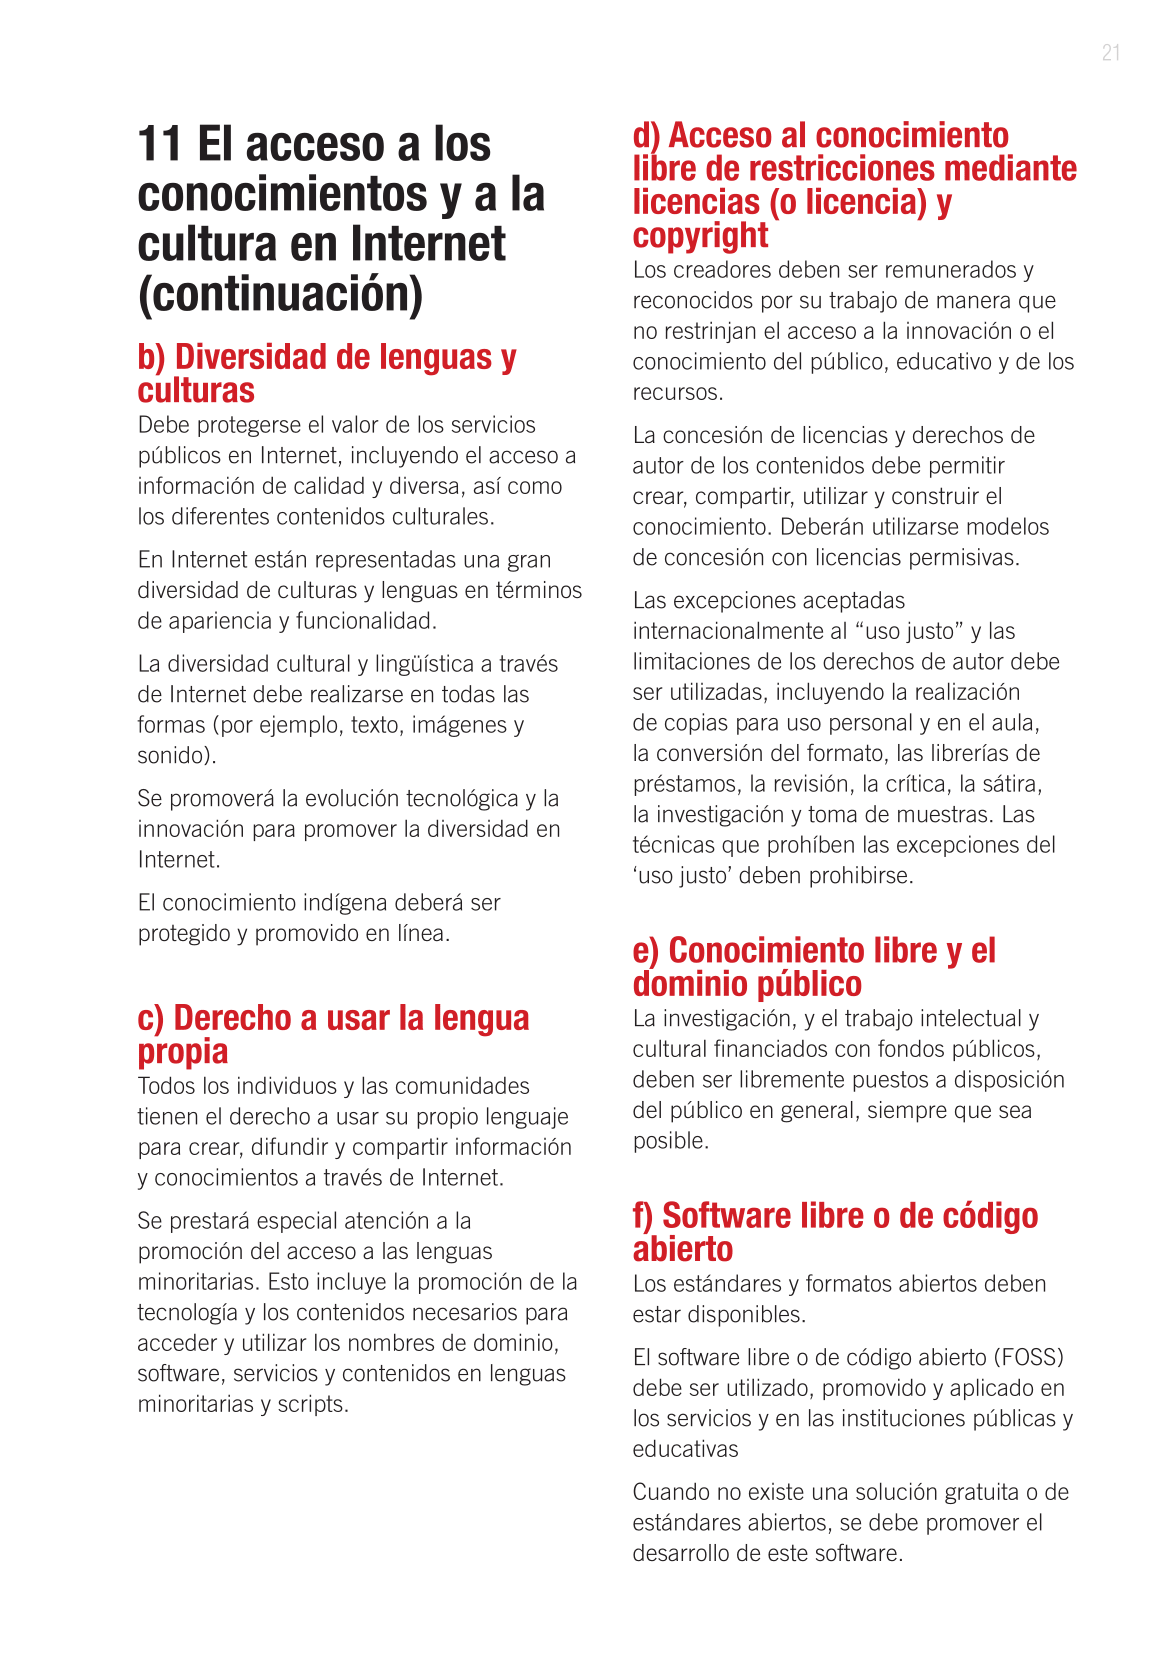 21
11 El acceso a los
conocimientos y a la
cultura en Internet
(continuación)
b) Diversidad de lenguas y
culturas
Debe protegerse el valor de los servicios
públicos en Internet, incluyendo el acceso a
información de calidad y diversa, así como
los diferentes contenidos culturales.
En Internet están representadas una gran
diversidad de culturas y lenguas en términos
de apariencia y funcionalidad.
La diversidad cultural y lingüística a través
de Internet debe realizarse en todas las
formas (por ejemplo, texto, imágenes y
sonido).
Se promoverá la evolución tecnológica y la
innovación para promover la diversidad en
Internet.
El conocimiento indígena deberá ser
protegido y promovido en línea.
c) Derecho a usar la lengua
propia
Todos los individuos y las comunidades
tienen el derecho a usar su propio lenguaje
para crear, difundir y compartir información
y conocimientos a través de Internet.
Se prestará especial atención a la
promoción del acceso a las lenguas
minoritarias. Esto incluye la promoción de la
tecnología y los contenidos necesarios para
acceder y utilizar los nombres de dominio,
software, servicios y contenidos en lenguas
minoritarias y scripts.
d) Acceso al conocimiento
libre de restricciones mediante
licencias (o licencia) y
copyright
Los creadores deben ser remunerados y
reconocidos por su trabajo de manera que
no restrinjan el acceso a la innovación o el
conocimiento del público, educativo y de los
recursos.
La concesión de licencias y derechos de
autor de los contenidos debe permitir
crear, compartir, utilizar y construir el
conocimiento. Deberán utilizarse modelos
de concesión con licencias permisivas.
Las excepciones aceptadas
internacionalmente al “uso justo” y las
limitaciones de los derechos de autor debe
ser utilizadas, incluyendo la realización
de copias para uso personal y en el aula,
la conversión del formato, las librerías de
préstamos, la revisión, la crítica, la sátira,
la investigación y toma de muestras. Las
técnicas que prohíben las excepciones del
‘uso justo’ deben prohibirse.
e) Conocimiento libre y el
dominio público
La investigación, y el trabajo intelectual y
cultural financiados con fondos públicos,
deben ser libremente puestos a disposición
del público en general, siempre que sea
posible.
f) Software libre o de código
abierto
Los estándares y formatos abiertos deben
estar disponibles.
El software libre o de código abierto (FOSS)
debe ser utilizado, promovido y aplicado en
los servicios y en las instituciones públicas y
educativas
Cuando no existe una solución gratuita o de
estándares abiertos, se debe promover el
desarrollo de este software.